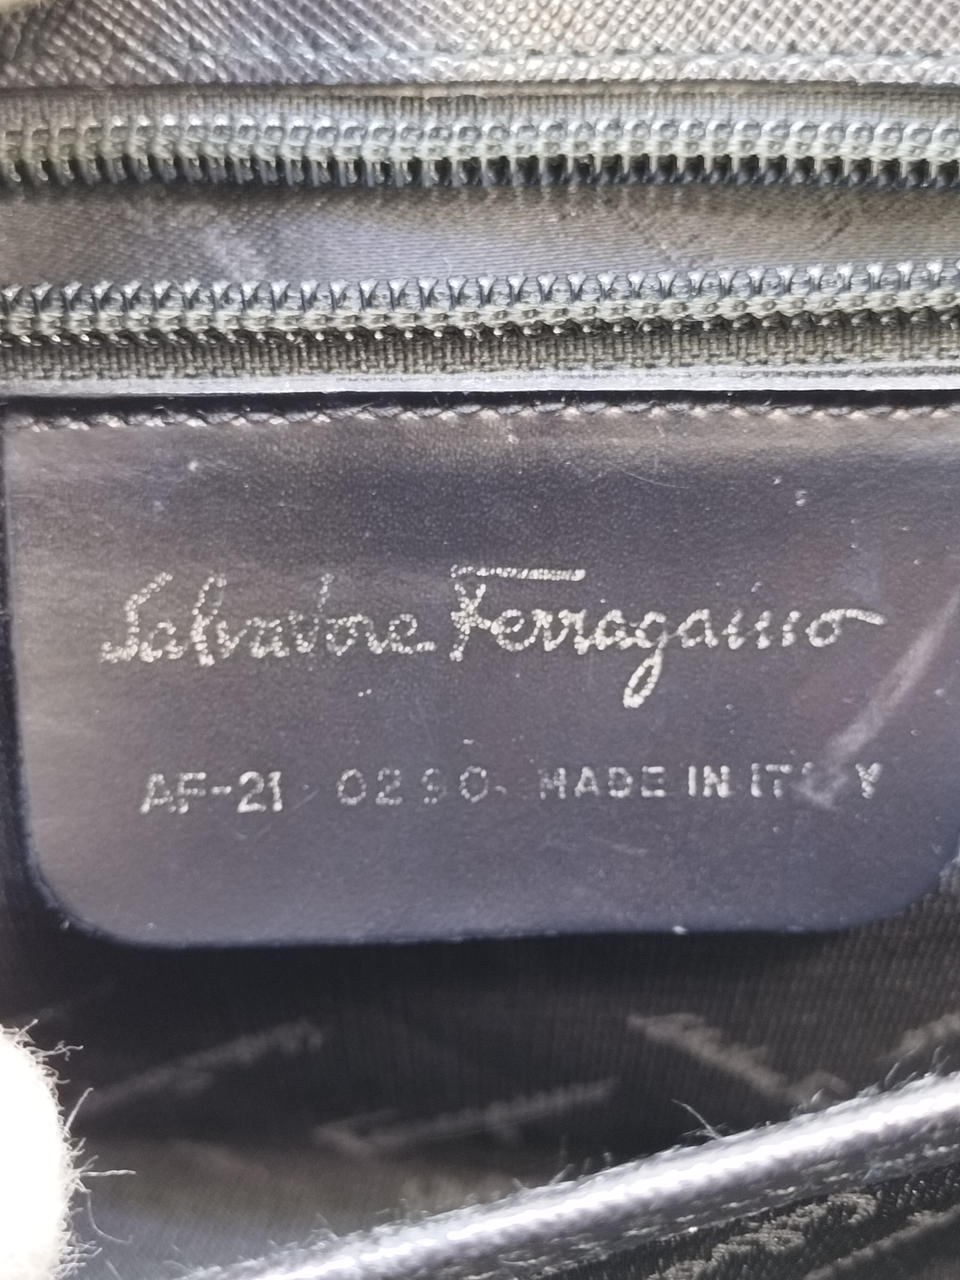 Salvatore Ferragamo
AF-21 0290 MADE IN ITALY